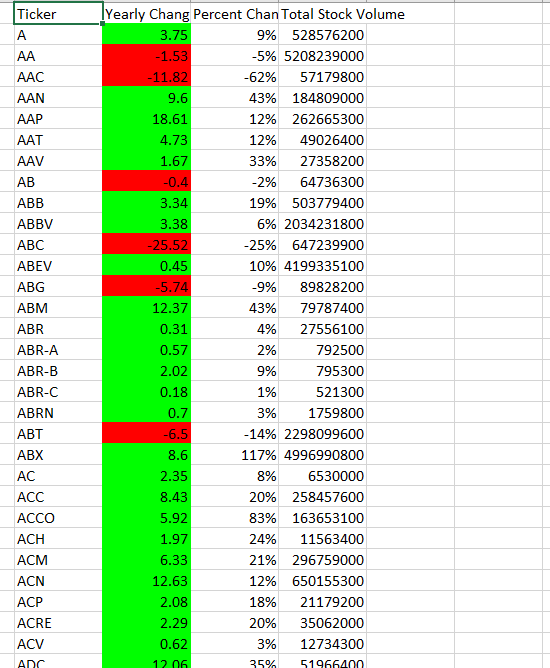 Ticker Yearly Chang Percent Chan Total Stock Volume
A 3.75 9% 528576200
AA -1.53 -5% 5208239000
AAC -11.82 -62% 57179800
AAN 9.6 43% 184809000
AAP 18.61 12% 262665300
AAT 4.73 12% 49026400
AAV 1.67 33% 27358200
AB -0.4 -2% 64736300
ABB 3.34 19% 503779400
ABBV 3.38 6% 2034231800
ABC -25.52 -25% 647239900
ABEV 0.45 10% 4199335100
ABG -5.74 -9% 89828200
ABM 12.37 43% 79787400
ABR 0.31 4% 27556100
ABR-A 0.57 2% 792500
ABR-B 2.02 9% 795300
ABR-C 0.18 1% 521300
ABRN 0.7 3% 1759800
ABT -6.5 -14% 2298099600
ABX 8.6 117% 4996990800
AC 2.35 8% 6530000
ACC 8.43 20% 258457600
ACCO 5.92 83% 163653100
ACH 1.97 24% 11563400
ACM 6.33 21% 296759000
ACN 12.63 12% 650155300
ACP 2.08 18% 21179200
ACRE 2.29 20% 35062000
ACV 0.62 3% 12734300
ADC 12.06 35% 51966400